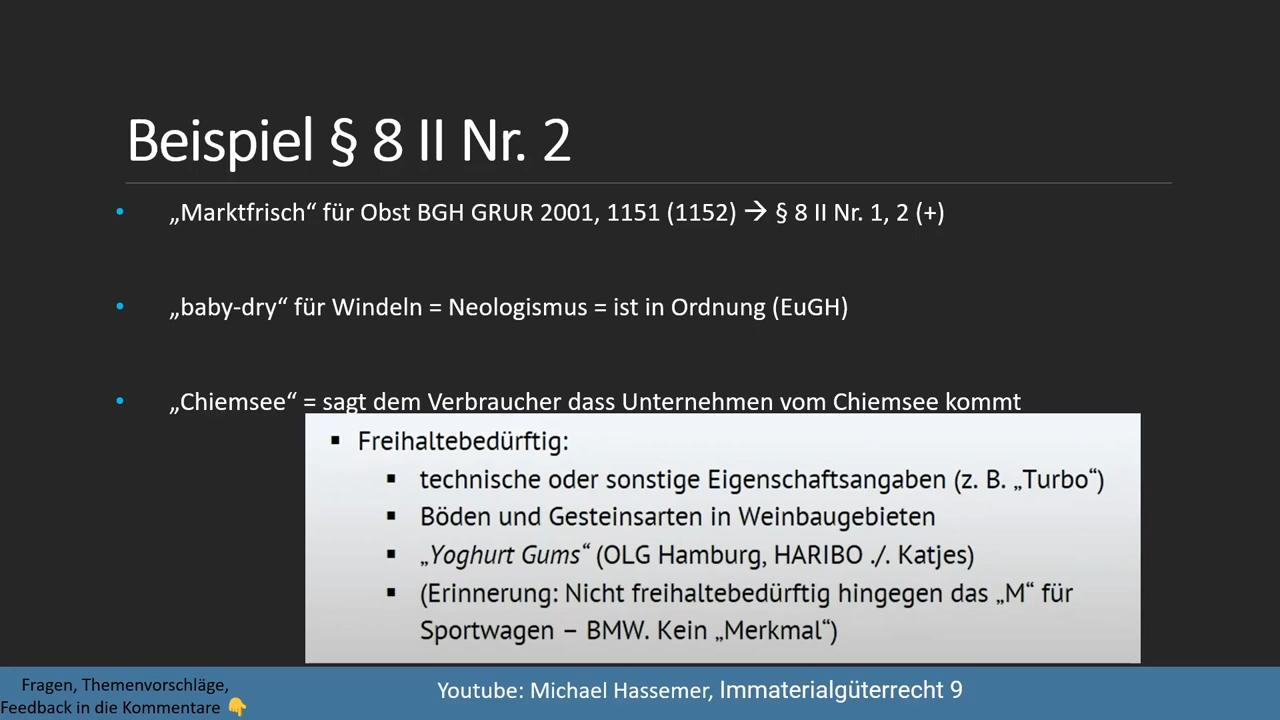 Beispiel § 8 II Nr. 2
• „Marktfrisch“ für Obst BGH GRUR 2001, 1151 (1152) → § 8 II Nr. 1, 2 (+)
• „baby-dry“ für Windeln = Neologismus = ist in Ordnung (EuGH)
• „Chiemsee“ = sagt dem Verbraucher dass Unternehmen vom Chiemsee kommt
▪ Freihaltebedürftig:
▪ technische oder sonstige Eigenschaftsangaben (z. B. „Turbo“)
▪ Böden und Gesteinsarten in Weinbaugebieten
▪ „Yoghurt Gums“ (OLG Hamburg, HARIBO ./. Katjes)
▪ (Erinnerung: Nicht freihaltebedürftig hingegen das „M“ für
Sportwagen – BMW. Kein „Merkmal“)
Fragen, Themenvorschläge,
Feedback in die Kommentare 👇
Youtube: Michael Hassemer, Immaterialgüterrecht 9